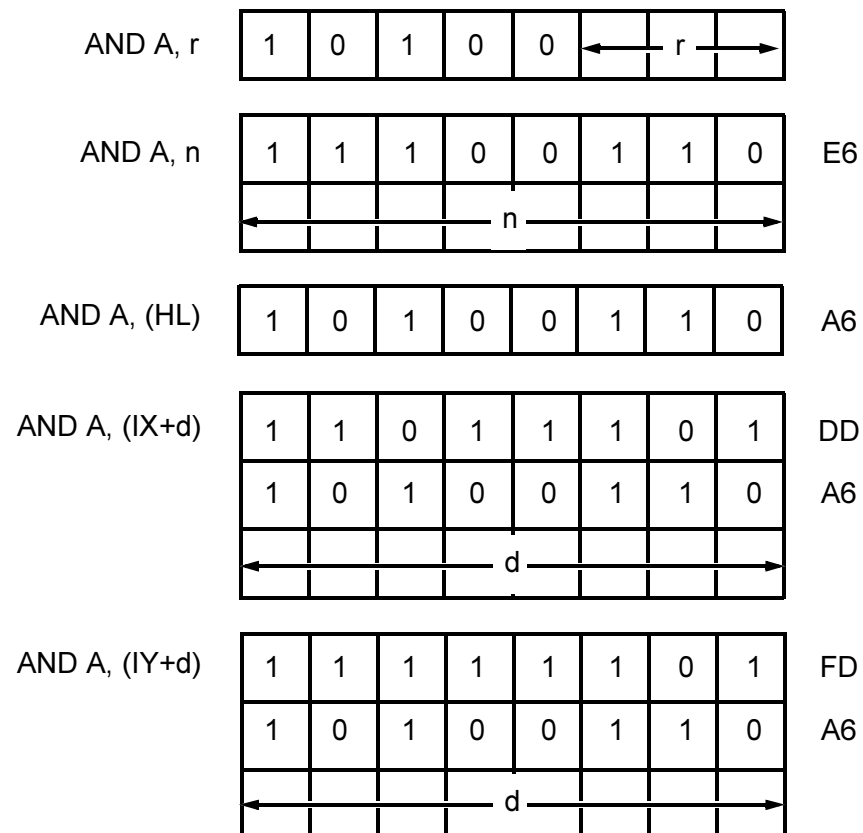 AND A, r 1 0 1 0 0 r
AND A, n 1 1 1 0 0 1 1 0 E6
n
AND A, (HL) 1 0 1 0 0 1 1 0 A6
AND A, (IX+d) 1 1 0 1 1 1 0 1 DD
1 0 1 0 0 1 1 0 A6
d
AND A, (IY+d) 1 1 1 1 1 1 0 1 FD
1 0 1 0 0 1 1 0 A6
d